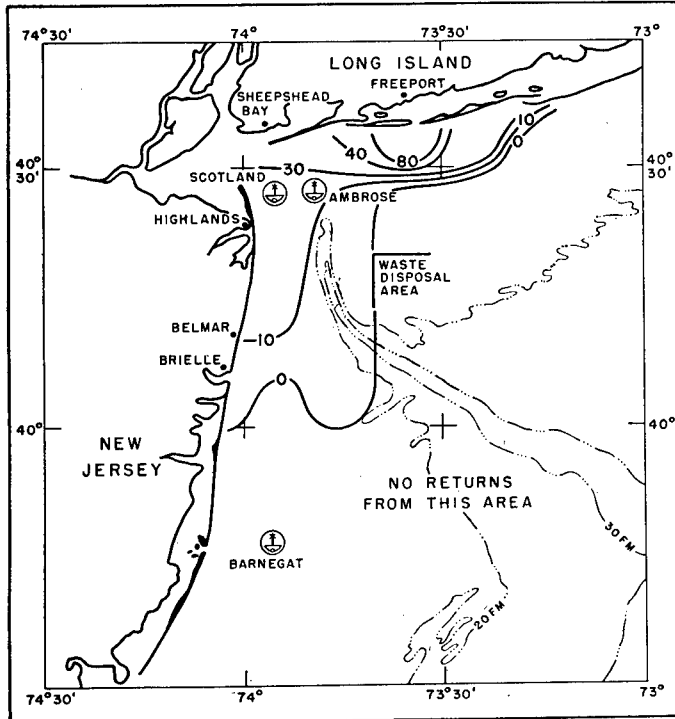 74°30'
74°
73°30'
73°
LONG ISLAND
FREEPORT
SHEEPSHEAD
BAY
10
0
40
80
30
40°
30'
40°
30'
SCOTLAND
AMBROSE
HIGHLANDS
WASTE
DISPOSAL
AREA
BELMAR
10
BRIELLE
0
40°
40°
NEW
JERSEY
NO RETURNS
FROM THIS AREA
30 FM
BARNEGAT
20 FM
74°30'
74°
73°30'
73°